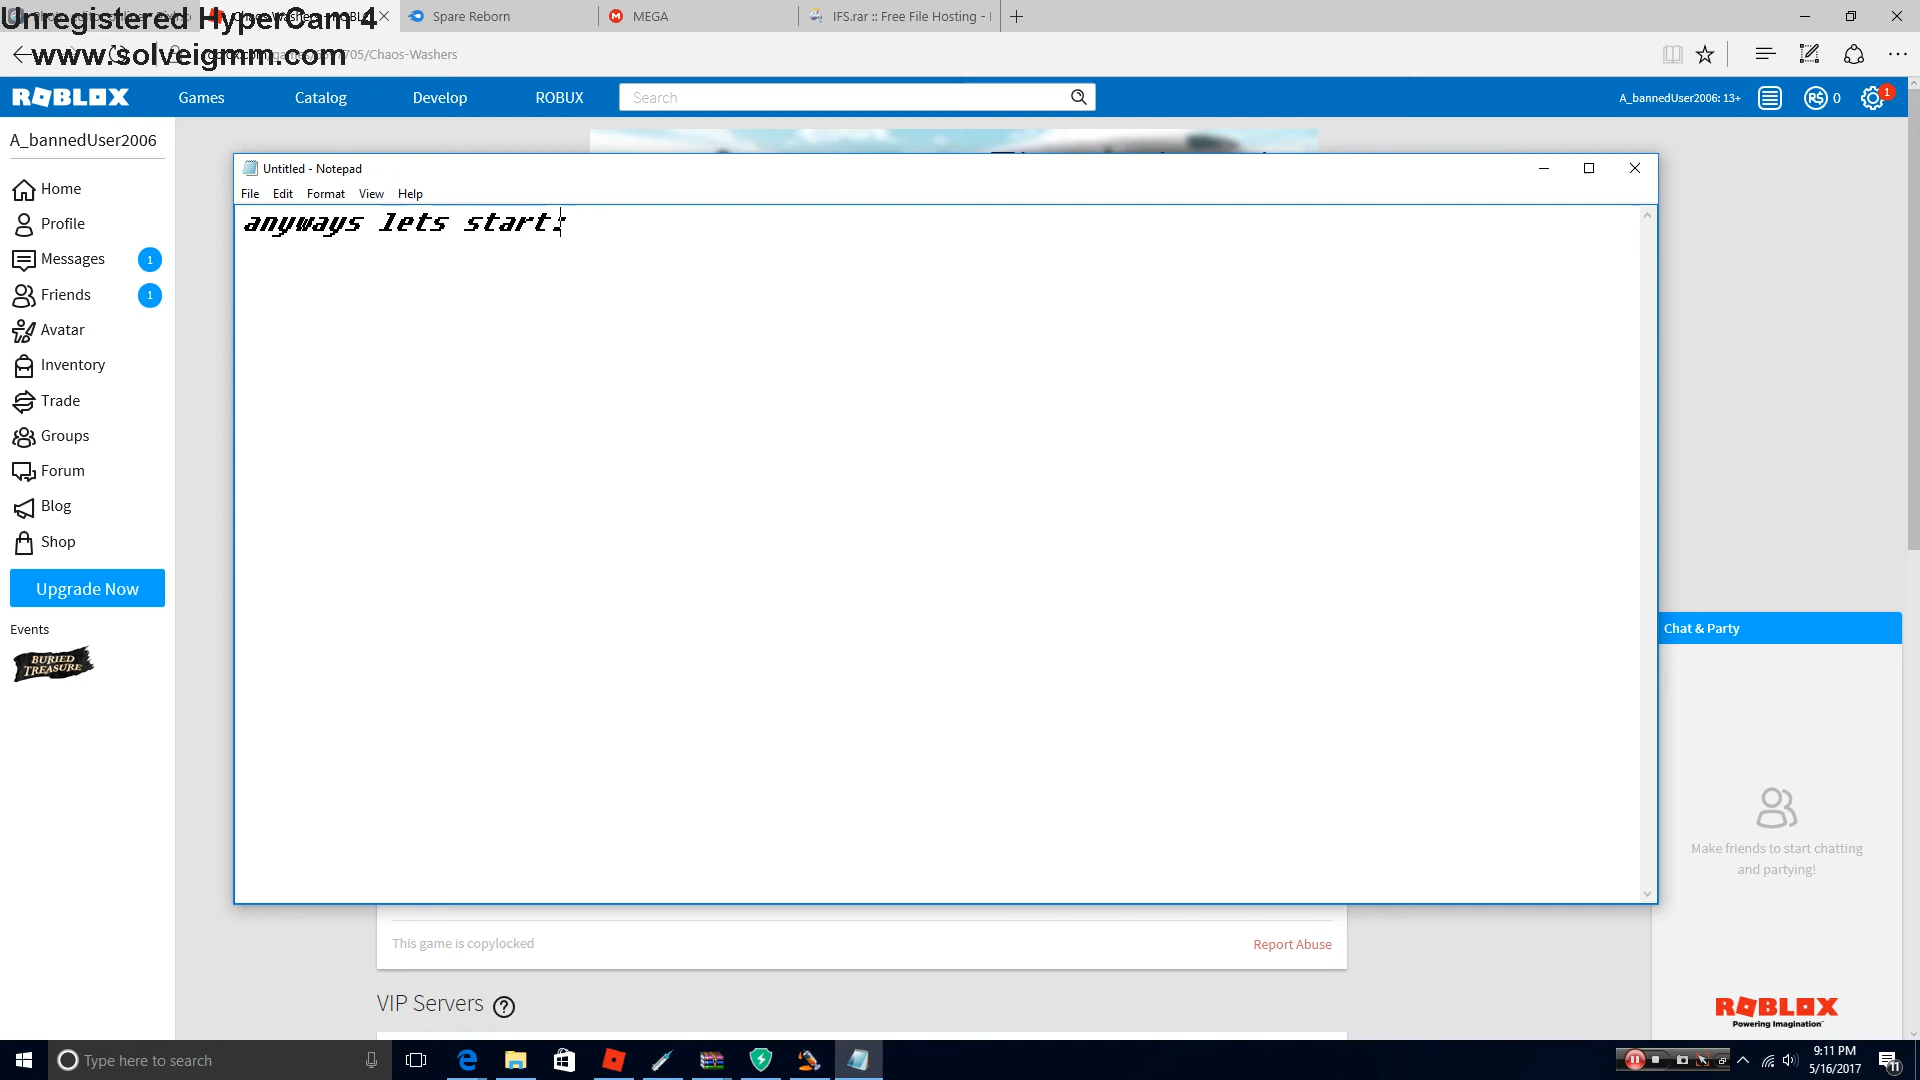 Unregistered HyperCam 4
www.solveigmm.com
Spare Reborn
MEGA
IFS.rar :: Free File Hosting -
705/Chaos-Washers
ROBLOX
Games
Catalog
Develop
ROBUX
Search
A_bannedUser2006: 13+
R$ 0
1
A_bannedUser2006
Home
Profile
Messages 1
Friends 1
Avatar
Inventory
Trade
Groups
Forum
Blog
Shop
Upgrade Now
Events
BURIED TREASURE
Untitled - Notepad
File Edit Format View Help
anyways lets start:
Chat & Party
Make friends to start chatting
and partying!
ROBLOX
Powering Imagination™
This game is copylocked
Report Abuse
VIP Servers ?
Type here to search
9:11 PM
5/16/2017
11